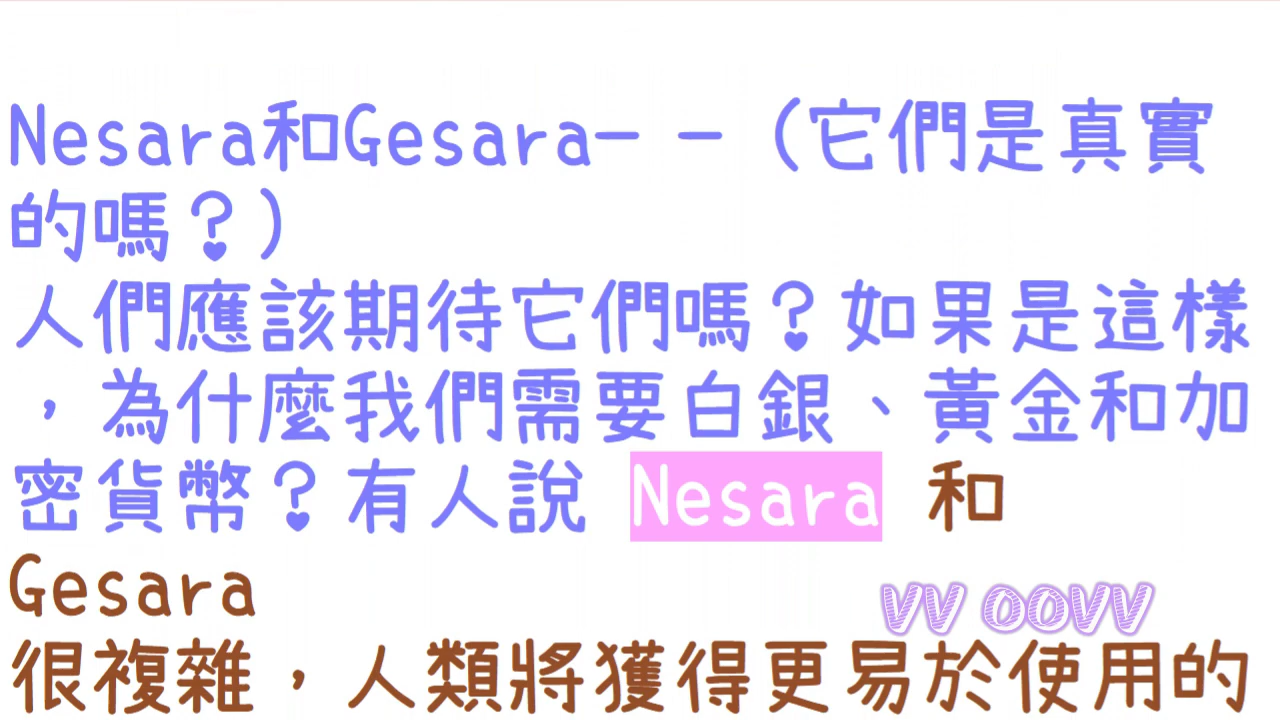 Nesara和Gesara— —（它們是真實
的嗎？）
人們應該期待它們嗎？如果是這樣
，為什麼我們需要白銀、黃金和加
密貨幣？有人說 Nesara 和
Gesara
vv oovv
很複雜，人類將獲得更易於使用的